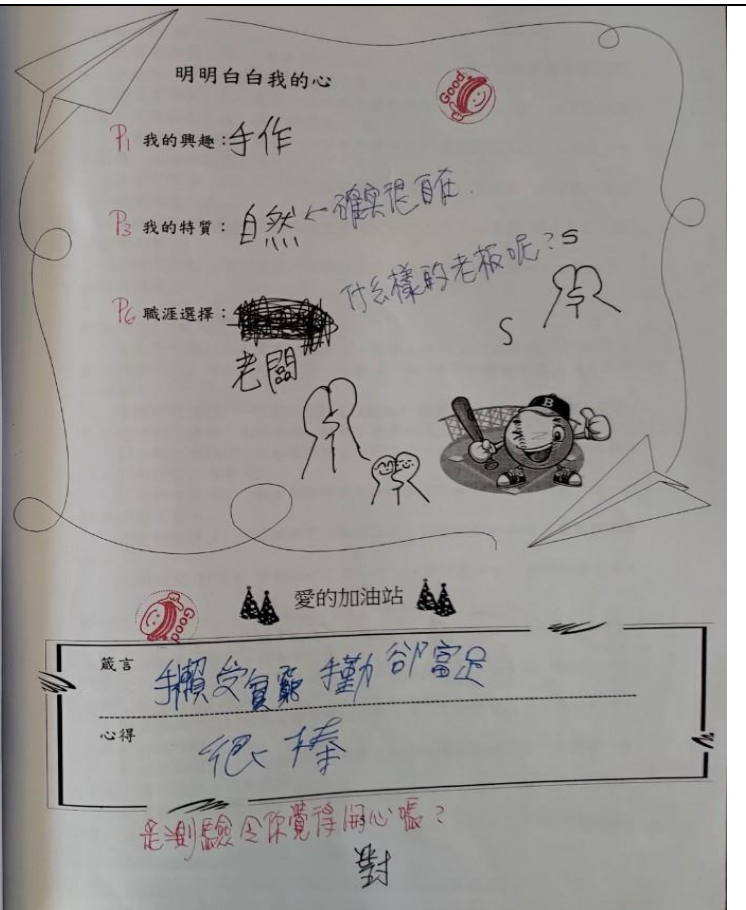 明明白白我的心
Good
P1 我的興趣：手作
P3 我的特質：自然 ← 確实很自在.
P6 職涯選擇：
什么樣的老板呢？S
老闆
S
B
愛的加油站
Good
箴言 手懶受貧窮 手勤卻富足
心得 很棒
測驗令你覺得開心嗎？
對